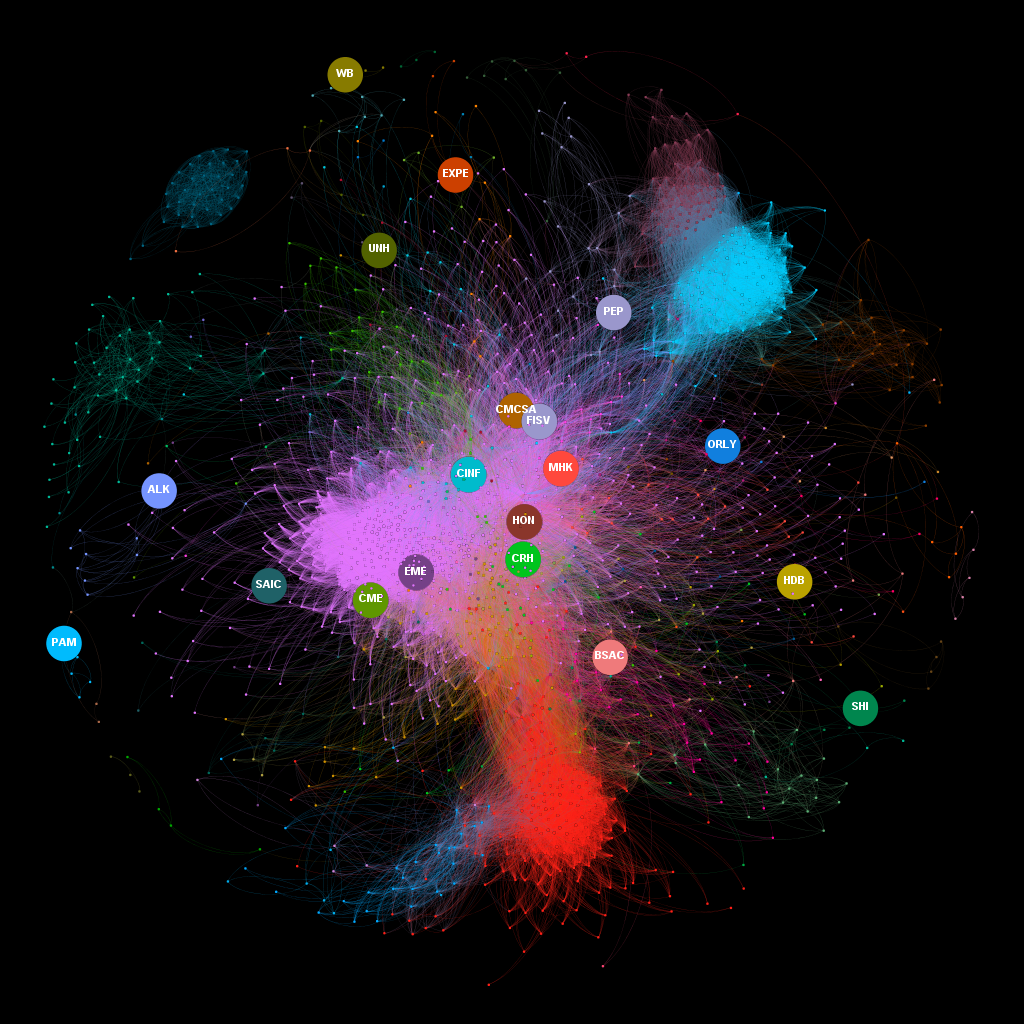 WB
EXPE
UNH
PEP
CMCSA
FISV
ORLY
CINF
MHK
ALK
HON
CRH
EME
SAIC
CME
HDB
PAM
BSAC
SHI